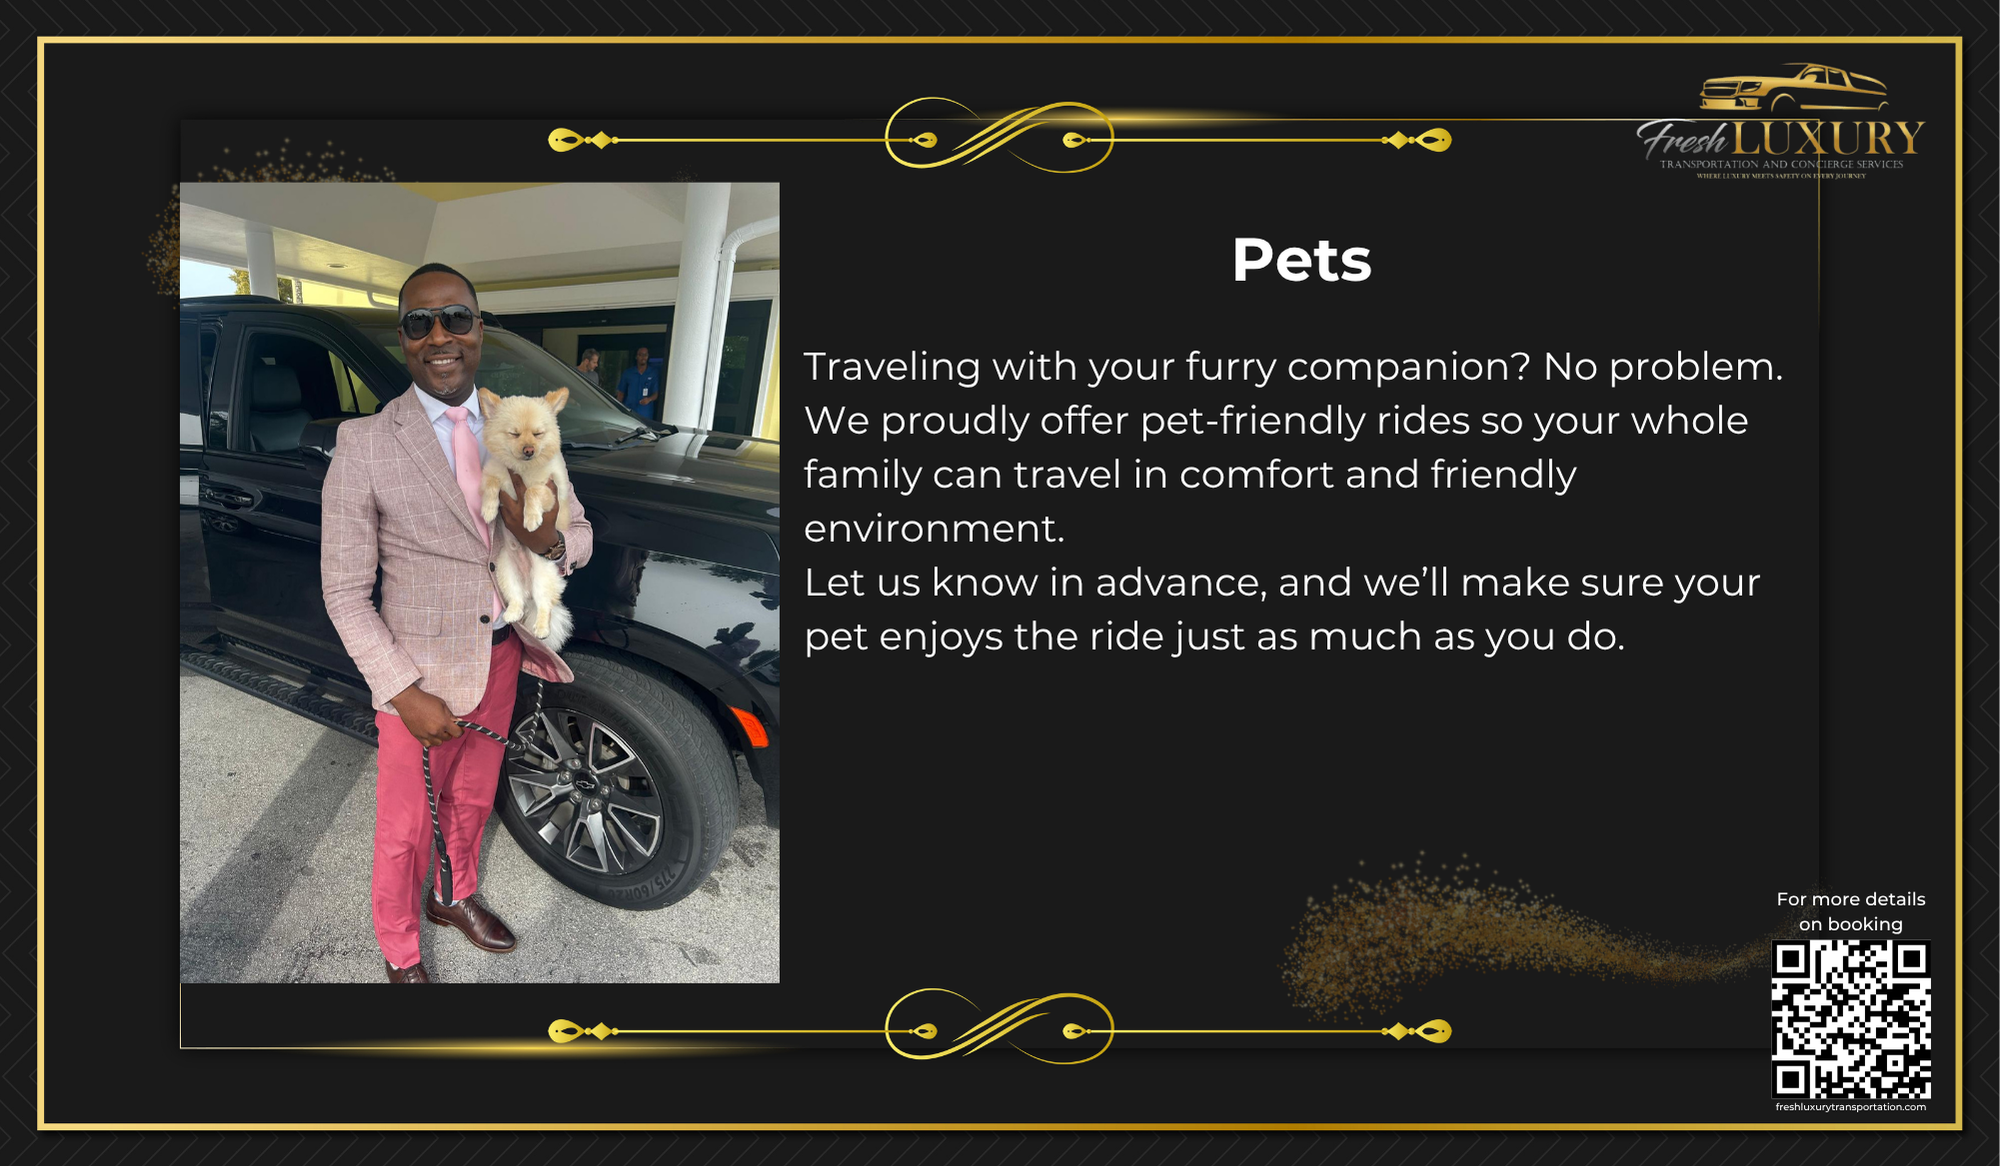 Fresh LUXURY
TRANSPORTATION AND CONCIERGE SERVICES
WHERE LUXURY MEETS SAFETY ON EVERY JOURNEY
Pets
Traveling with your furry companion? No problem.
We proudly offer pet-friendly rides so your whole
family can travel in comfort and friendly
environment.
Let us know in advance, and we’ll make sure your
pet enjoys the ride just as much as you do.
275/60R20
For more details
on booking
freshluxurytransportation.com